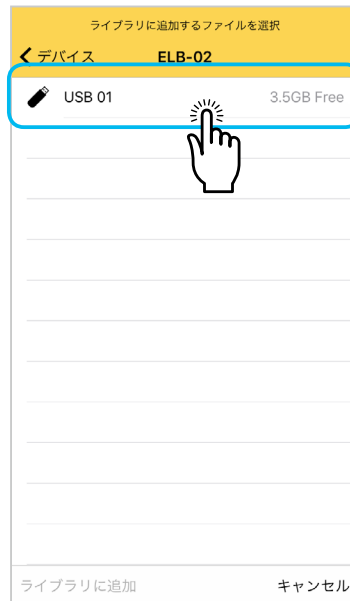 ライブラリに追加するファイルを選択
デバイス ELB-02
USB 01 3.5GB Free
ライブラリに追加 キャンセル